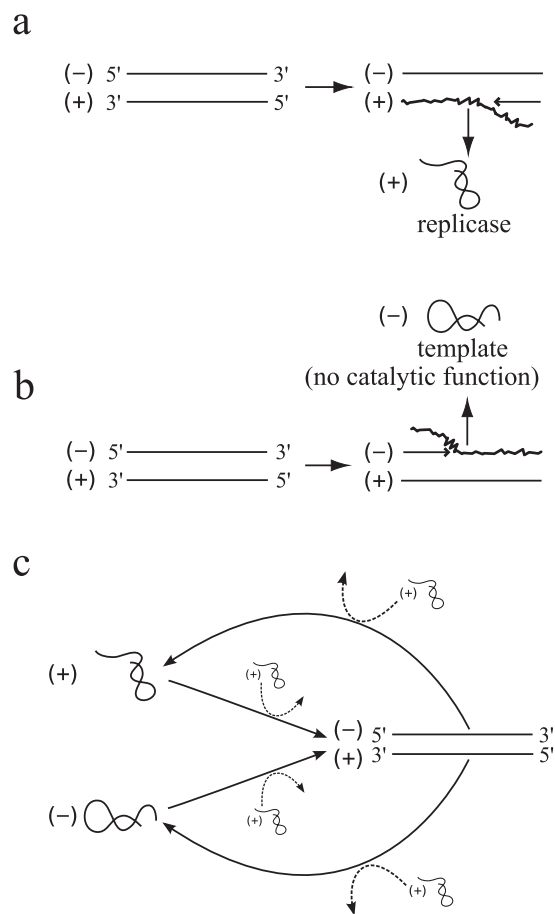 a
(−) 5' 3' (−)
(+) 3' 5' (+)
(+)
replicase
(−)
template
(no catalytic function)
b
(−) 5' 3' (−)
(+) 3' 5' (+)
c
(+)
(+)
(+)
(−) 5' 3'
(+) 3' 5'
(−)
(+)
(+)